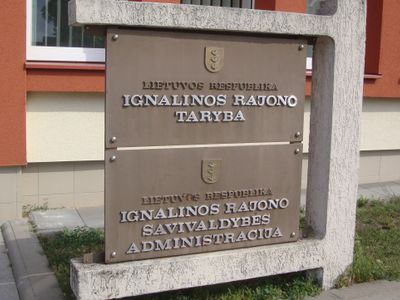 LIETUVOS RESPUBLIKA
IGNALINOS RAJONO
TARYBA
LIETUVOS RESPUBLIKA
IGNALINOS RAJONO
SAVIVALDYBĖS
ADMINISTRACIJA